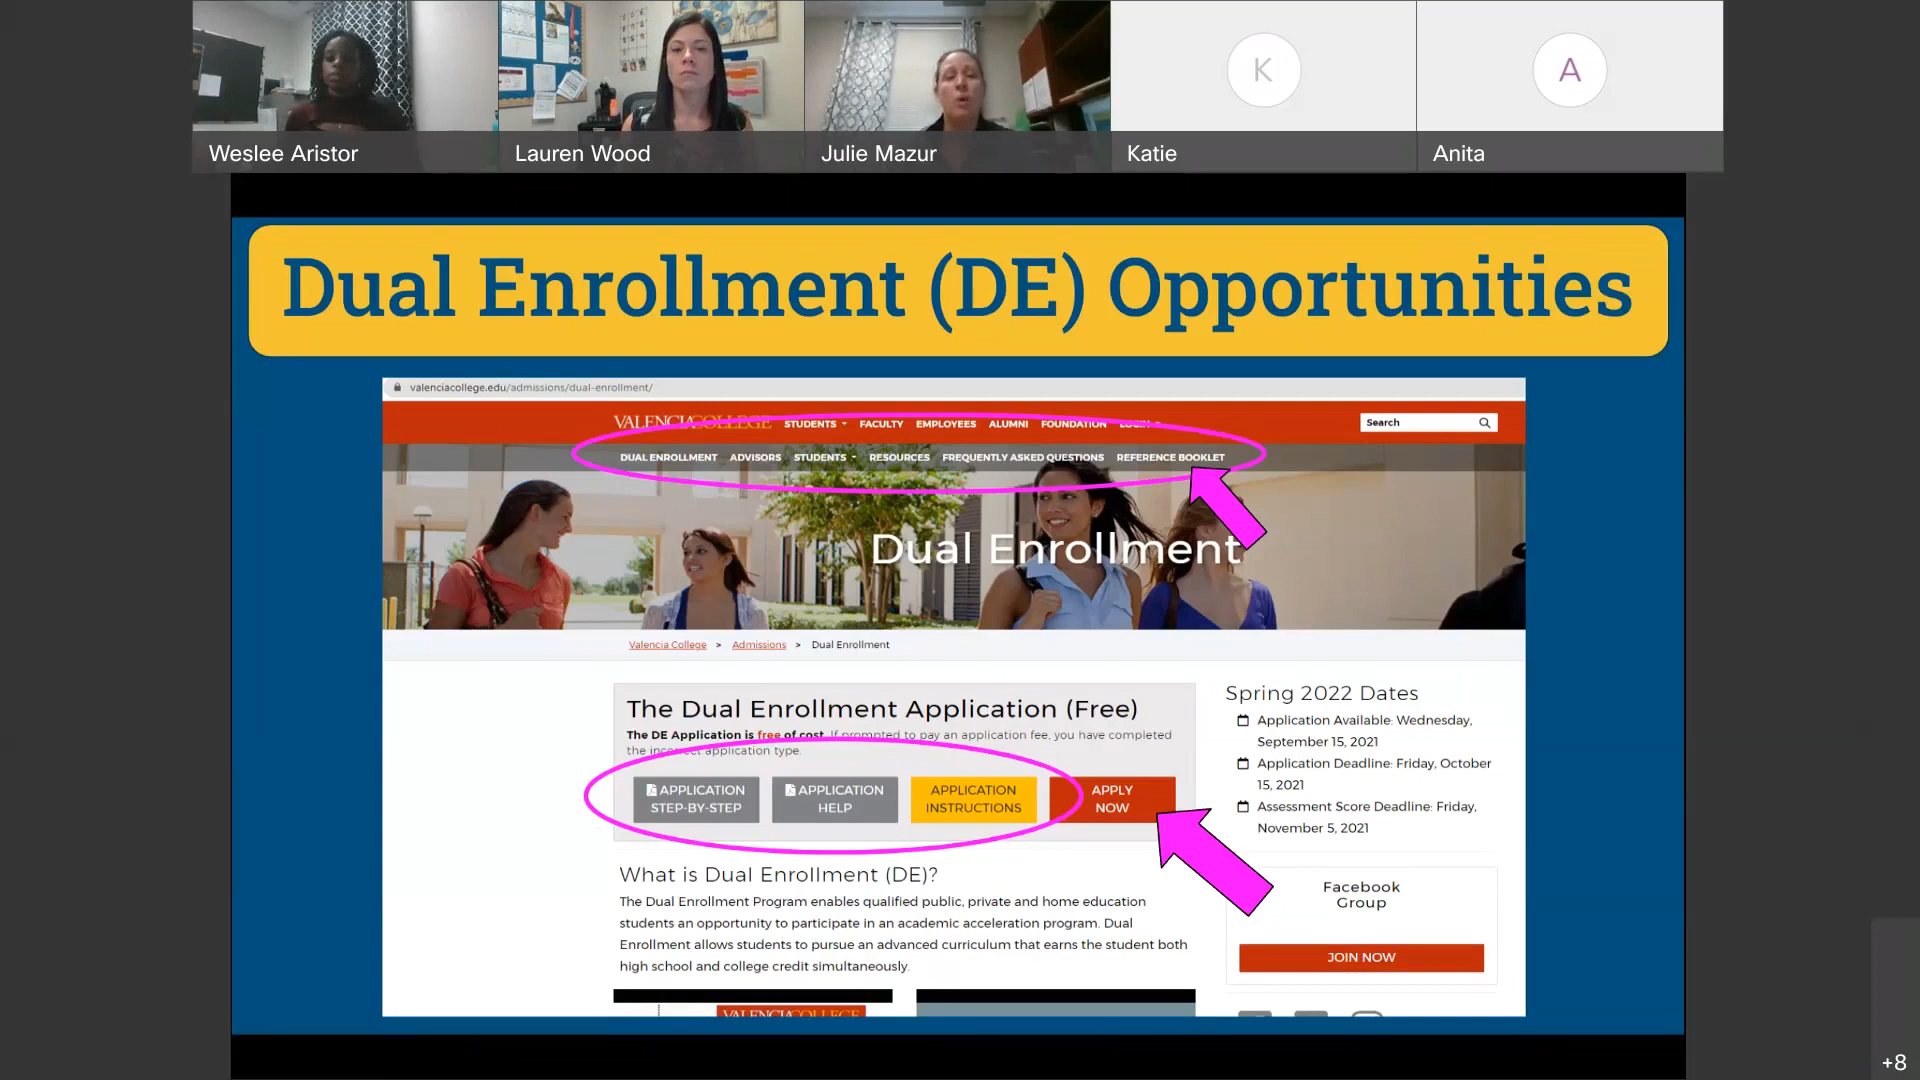 Weslee Aristor
Lauren Wood
Julie Mazur
K
Katie
A
Anita
Dual Enrollment (DE) Opportunities
valenciacollege.edu/admissions/dual-enrollment/
VALENCIACOLLEGE STUDENTS FACULTY EMPLOYEES ALUMNI FOUNDATION LOGIN
Search
DUAL ENROLLMENT ADVISORS STUDENTS RESOURCES FREQUENTLY ASKED QUESTIONS REFERENCE BOOKLET
Dual Enrollment
Valencia College > Admissions > Dual Enrollment
The Dual Enrollment Application (Free)
The DE Application is free of cost. If prompted to pay an application fee, you have completed
the incorrect application type.
APPLICATION
STEP-BY-STEP
APPLICATION
HELP
APPLICATION
INSTRUCTIONS
APPLY
NOW
What is Dual Enrollment (DE)?
The Dual Enrollment Program enables qualified public, private and home education
students an opportunity to participate in an academic acceleration program. Dual
Enrollment allows students to pursue an advanced curriculum that earns the student both
high school and college credit simultaneously.
VALENCIACOLLEGE
Spring 2022 Dates
Application Available: Wednesday,
September 15, 2021
Application Deadline: Friday, October
15, 2021
Assessment Score Deadline: Friday,
November 5, 2021
Facebook
Group
JOIN NOW
+8